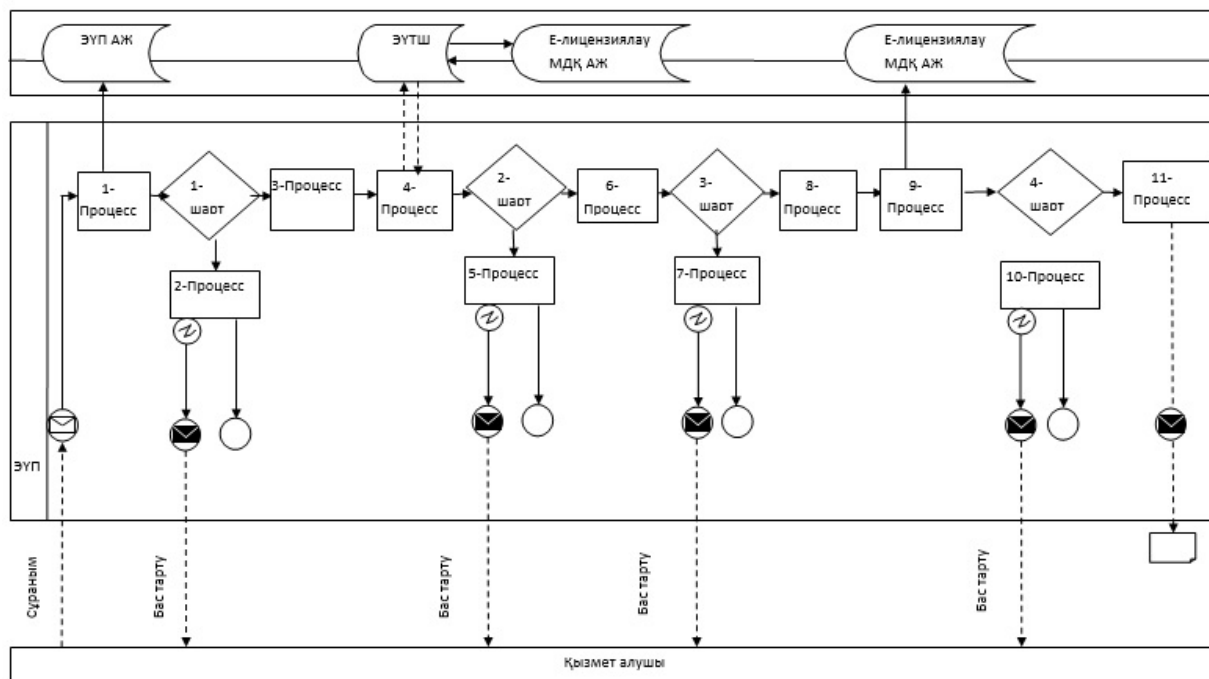 ЭҮП АЖ
ЭҮТШ
Е-лицензиялау
МДҚ АЖ
Е-лицензиялау
МДҚ АЖ
1-
Процесс
1-
шарт
3-Процесс
4-
Процесс
2-
шарт
6-
Процесс
3-
шарт
8-
Процесс
9-
Процесс
4-
шарт
11-
Процесс
2-Процесс
5-Процесс
7-Процесс
10-Процесс
ЭҮП
Сұраным
Бас тарту
Бас тарту
Бас тарту
Бас тарту
Қызмет алушы